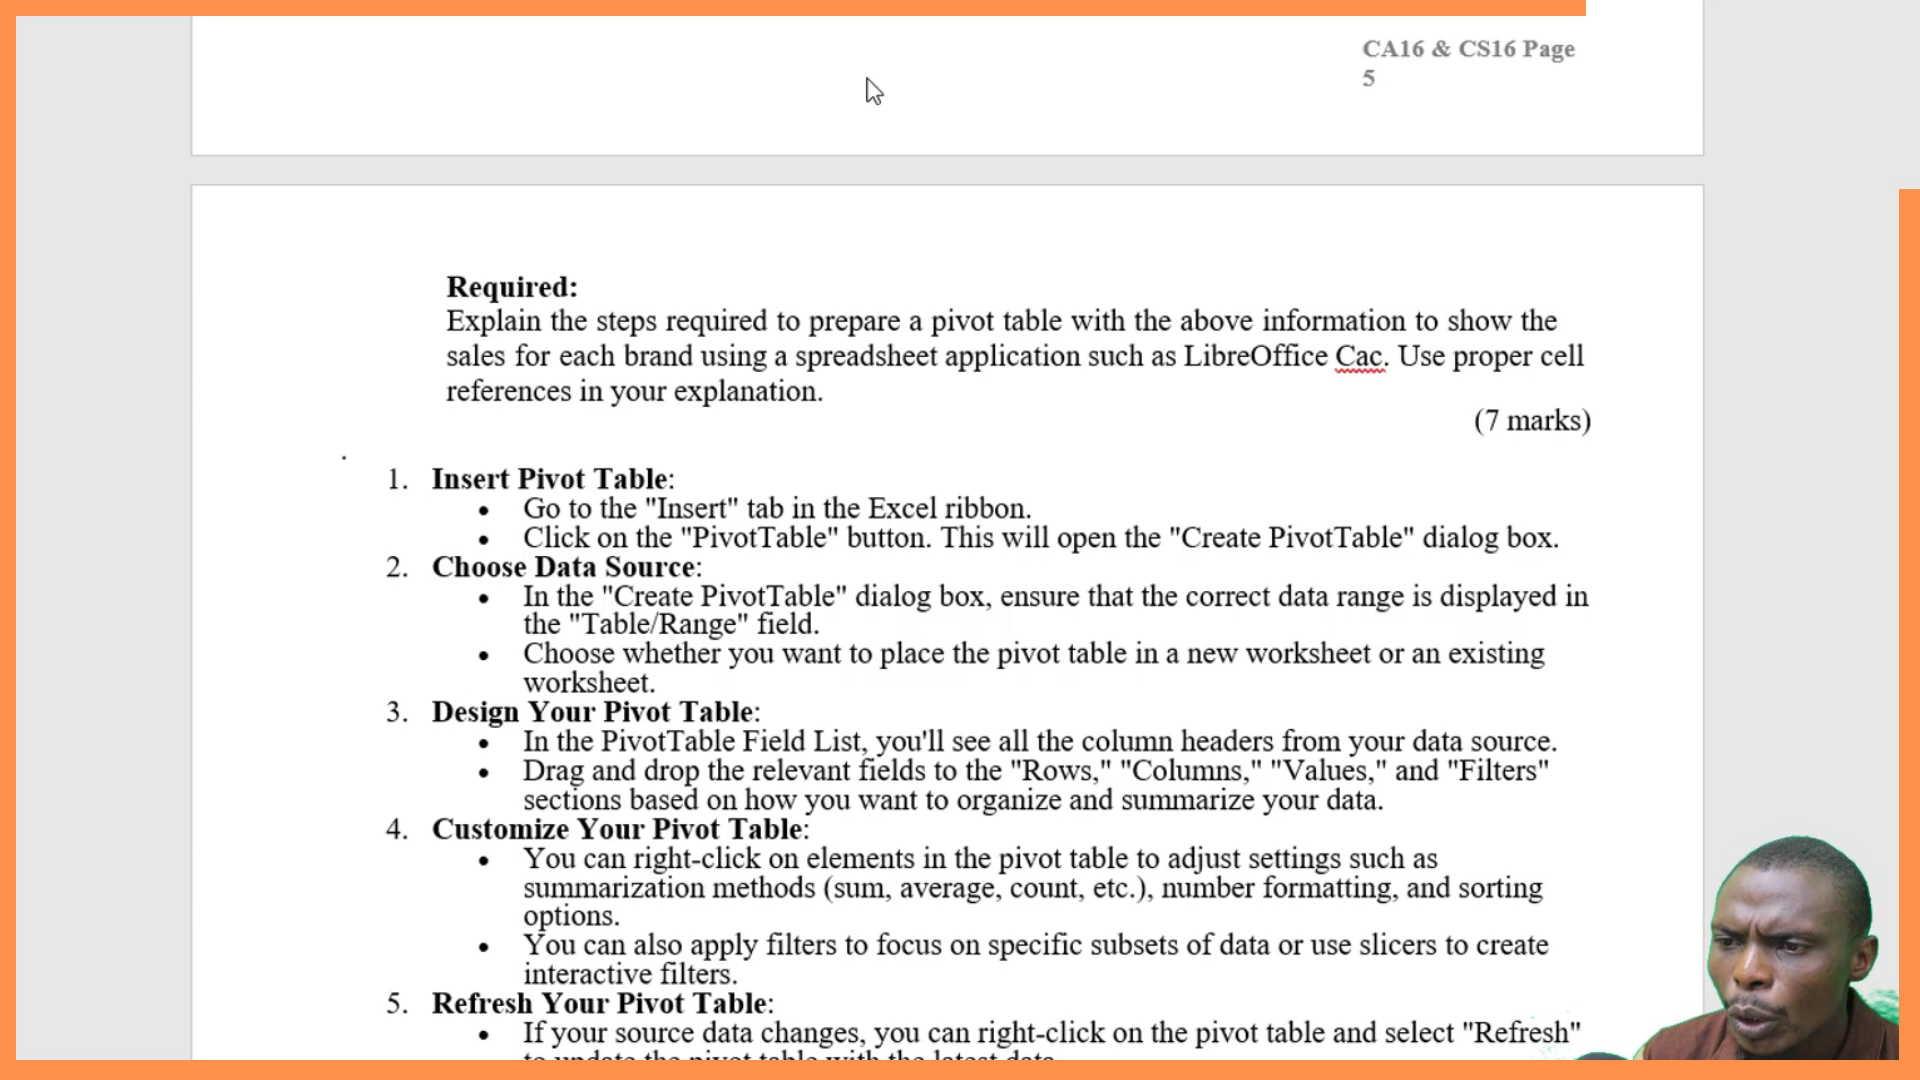 CA16 & CS16 Page
5
Required:
Explain the steps required to prepare a pivot table with the above information to show the
sales for each brand using a spreadsheet application such as LibreOffice Cac. Use proper cell
references in your explanation.
(7 marks)
.
1. Insert Pivot Table:
• Go to the "Insert" tab in the Excel ribbon.
• Click on the "PivotTable" button. This will open the "Create PivotTable" dialog box.
2. Choose Data Source:
• In the "Create PivotTable" dialog box, ensure that the correct data range is displayed in
the "Table/Range" field.
• Choose whether you want to place the pivot table in a new worksheet or an existing
worksheet.
3. Design Your Pivot Table:
• In the PivotTable Field List, you'll see all the column headers from your data source.
• Drag and drop the relevant fields to the "Rows," "Columns," "Values," and "Filters"
sections based on how you want to organize and summarize your data.
4. Customize Your Pivot Table:
• You can right-click on elements in the pivot table to adjust settings such as
summarization methods (sum, average, count, etc.), number formatting, and sorting
options.
• You can also apply filters to focus on specific subsets of data or use slicers to create
interactive filters.
5. Refresh Your Pivot Table:
• If your source data changes, you can right-click on the pivot table and select "Refresh"
to update the pivot table with the latest data.